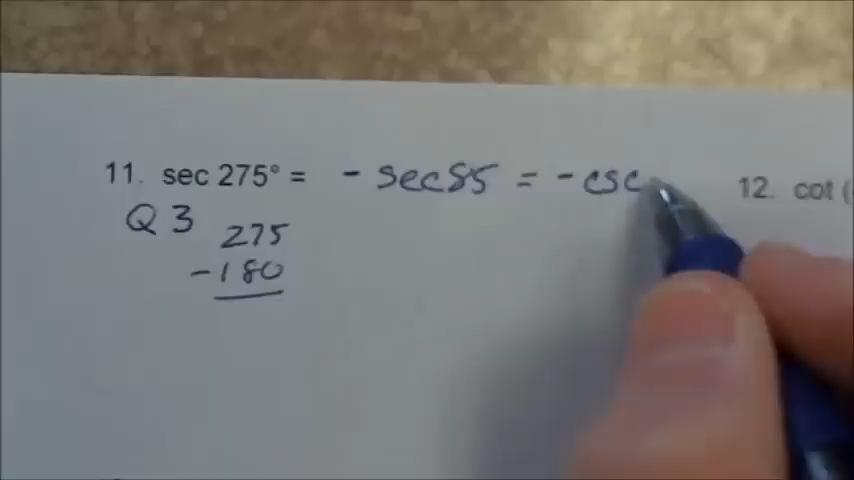 11. sec 275° = - sec 85 = - csc
12. cot (
Q 3 275
- 180